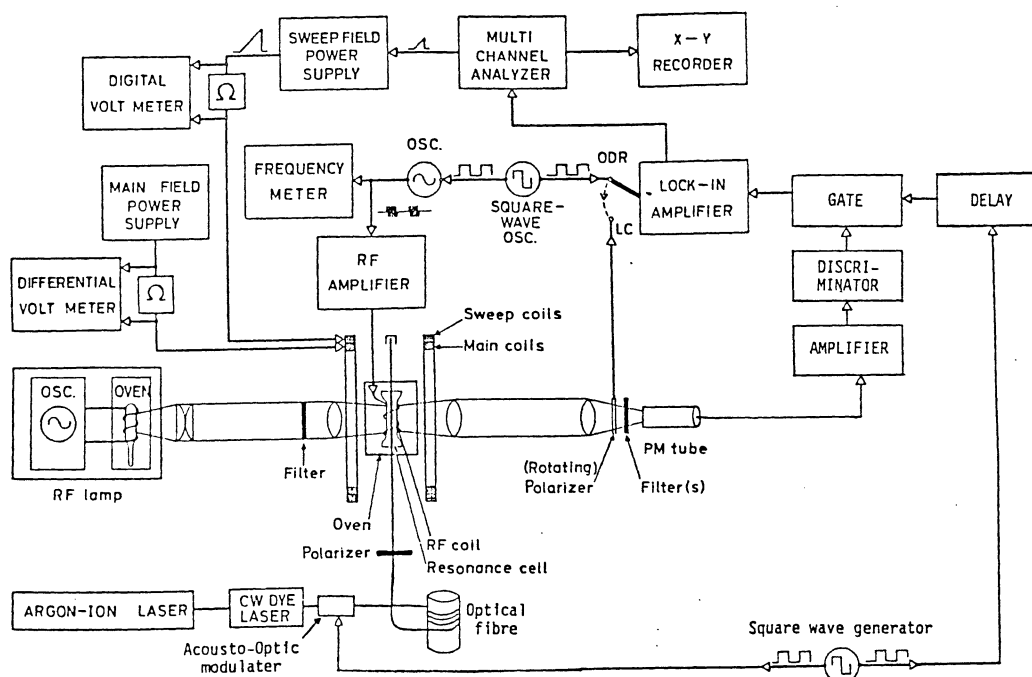 SWEEP FIELD
POWER
SUPPLY
MULTI
CHANNEL
ANALYZER
X-Y
RECORDER
DIGITAL
VOLT METER
Ω
MAIN FIELD
POWER
SUPPLY
FREQUENCY
METER
OSC.
SQUARE-
WAVE
OSC.
ODR
LC
LOCK-IN
AMPLIFIER
GATE
DELAY
DIFFERENTIAL
VOLT METER
Ω
RF
AMPLIFIER
DISCRI-
MINATOR
AMPLIFIER
Sweep coils
Main coils
OSC.
OVEN
RF lamp
Filter
Oven
(Rotating)
Polarizer
PM tube
Filter(s)
Polarizer
RF coil
Resonance cell
ARGON-ION LASER
CW DYE
LASER
Acousto-Optic
modulater
Optical
fibre
Square wave generator